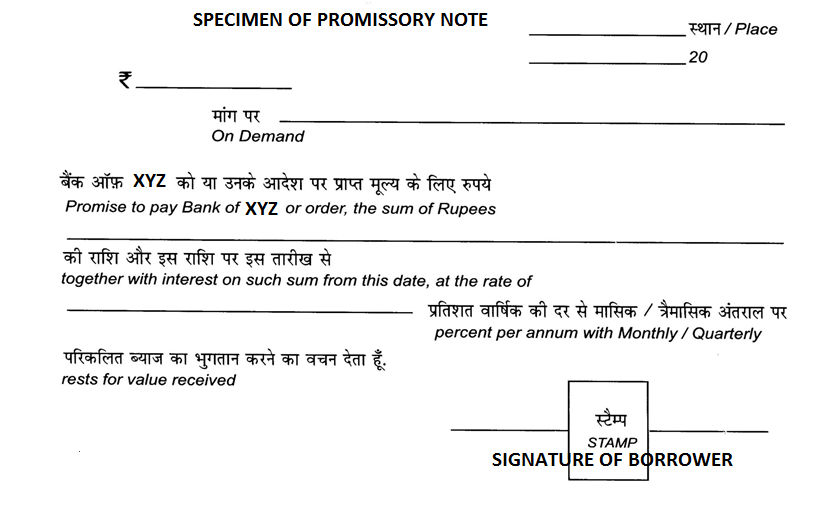 SPECIMEN OF PROMISSORY NOTE
स्थान / Place
20
₹
मांग पर
On Demand
बैंक ऑफ़ XYZ को या उनके आदेश पर प्राप्त मूल्य के लिए रुपये
Promise to pay Bank of XYZ or order, the sum of Rupees
की राशि और इस राशि पर इस तारीख से
together with interest on such sum from this date, at the rate of
प्रतिशत वार्षिक की दर से मासिक / त्रैमासिक अंतराल पर
percent per annum with Monthly / Quarterly
परिकलित ब्याज का भुगतान करने का वचन देता हूँ.
rests for value received
स्टैम्प
STAMP
SIGNATURE OF BORROWER